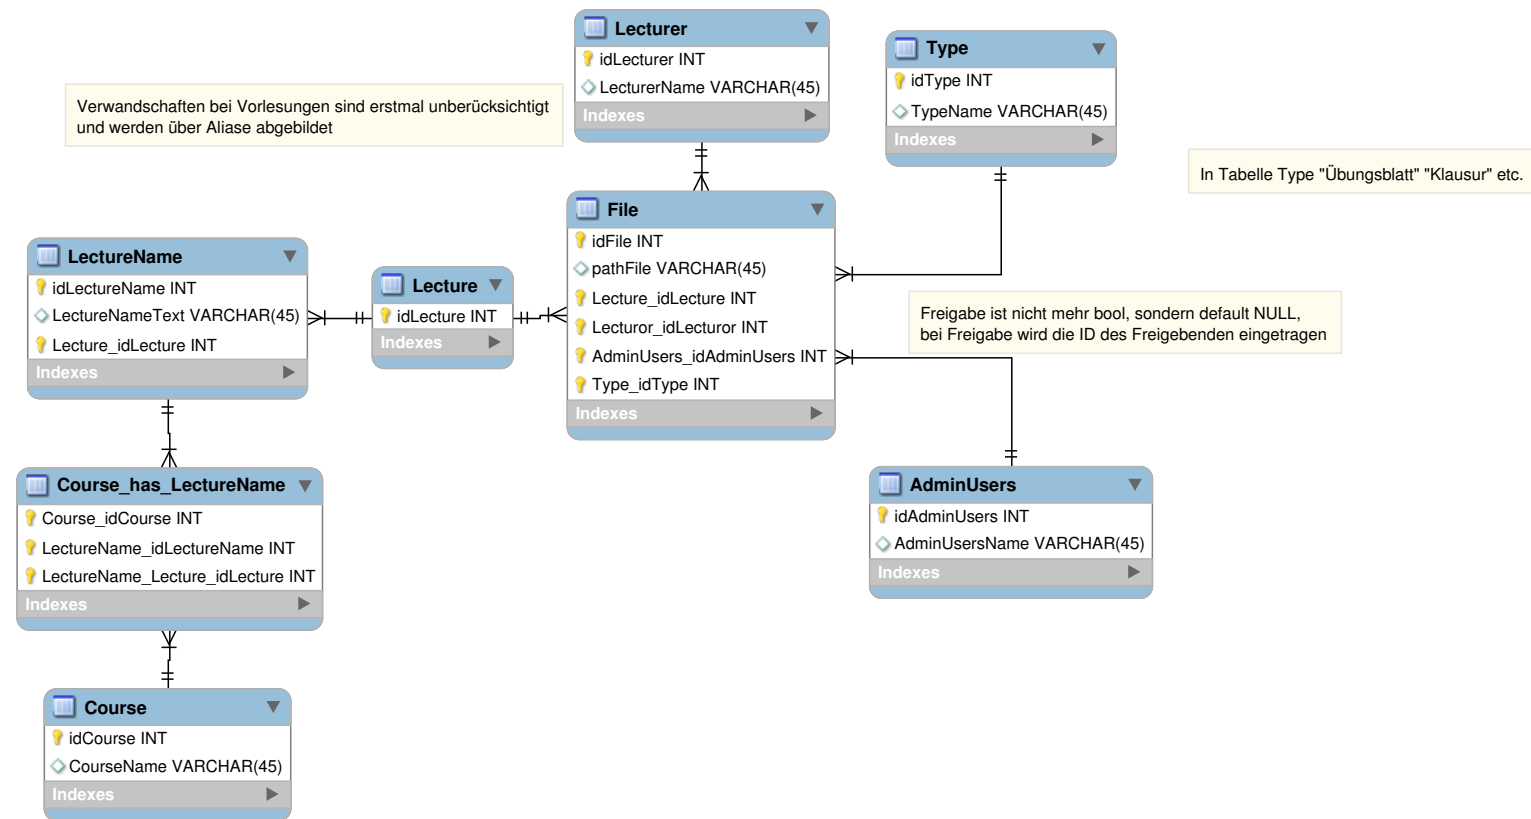 Lecturer
idLecturer INT
LecturerName VARCHAR(45)
Indexes
Type
idType INT
TypeName VARCHAR(45)
Indexes
Verwandschaften bei Vorlesungen sind erstmal unberücksichtigt
und werden über Aliase abgebildet
In Tabelle Type "Übungsblatt" "Klausur" etc.
File
idFile INT
pathFile VARCHAR(45)
Lecture_idLecture INT
Lecturor_idLecturor INT
AdminUsers_idAdminUsers INT
Type_idType INT
Indexes
LectureName
idLectureName INT
LectureNameText VARCHAR(45)
Lecture_idLecture INT
Indexes
Lecture
idLecture INT
Indexes
Freigabe ist nicht mehr bool, sondern default NULL,
bei Freigabe wird die ID des Freigebenden eingetragen
Course_has_LectureName
Course_idCourse INT
LectureName_idLectureName INT
LectureName_Lecture_idLecture INT
Indexes
AdminUsers
idAdminUsers INT
AdminUsersName VARCHAR(45)
Indexes
Course
idCourse INT
CourseName VARCHAR(45)
Indexes